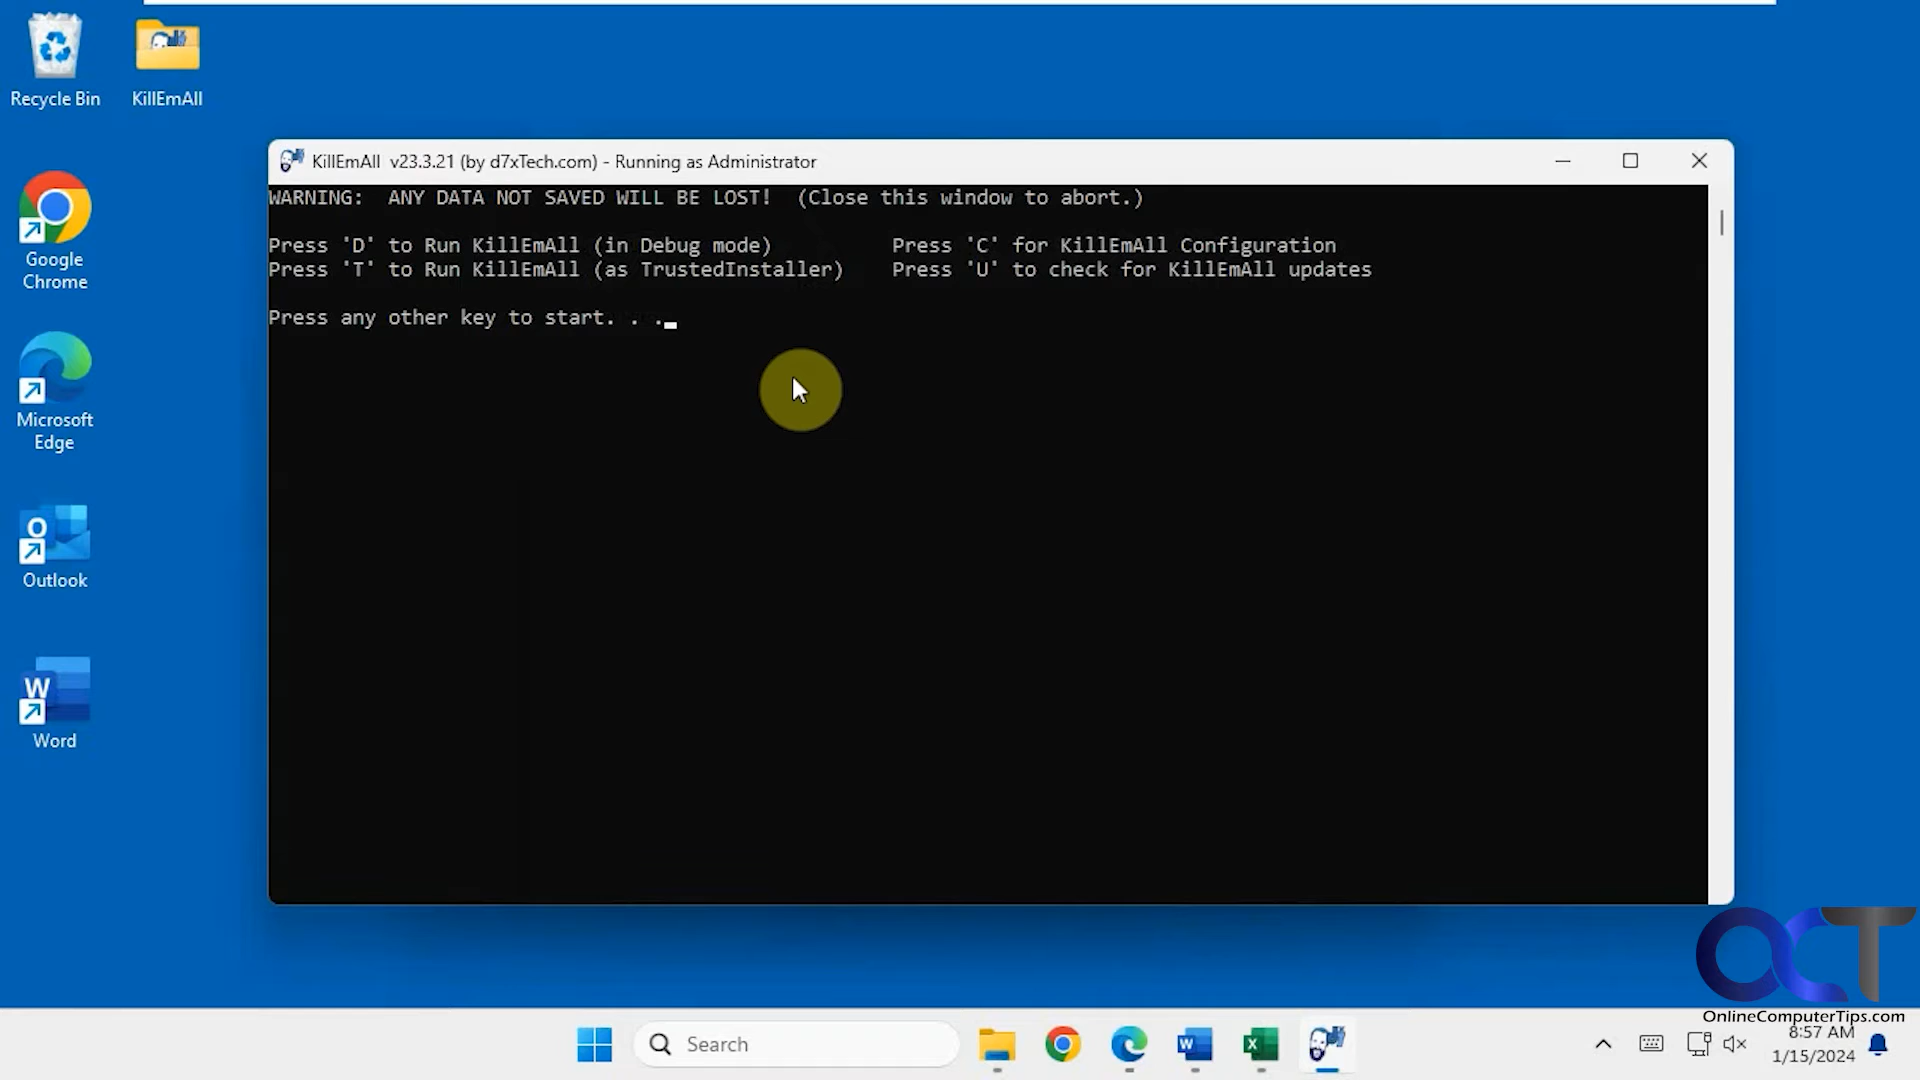 Recycle Bin
KillEmAll
Google
Chrome
Microsoft
Edge
Outlook
Word
KillEmAll v23.3.21 (by d7xTech.com) - Running as Administrator
WARNING: ANY DATA NOT SAVED WILL BE LOST! (Close this window to abort.)
Press 'D' to Run KillEmAll (in Debug mode) Press 'C' for KillEmAll Configuration
Press 'T' to Run KillEmAll (as TrustedInstaller) Press 'U' to check for KillEmAll updates
Press any other key to start. . .
OCT
OnlineComputerTips.com
Search
8:57 AM
1/15/2024